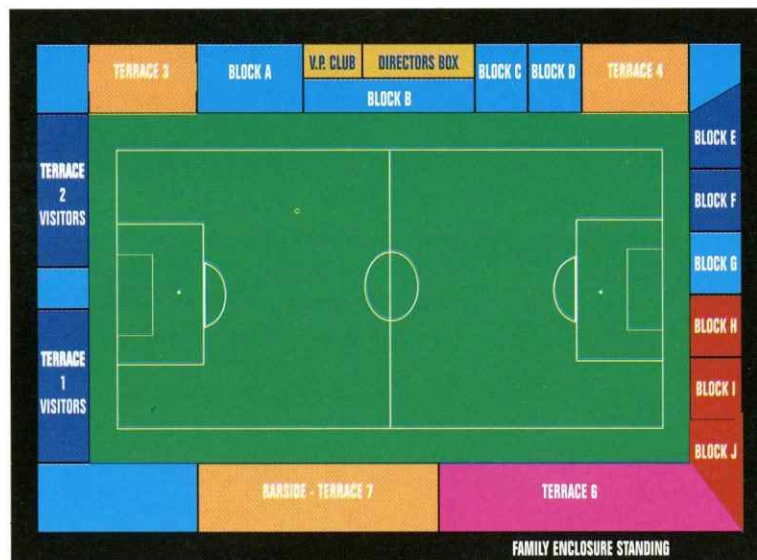 TERRACE 3
BLOCK A
V.P. CLUB
DIRECTORS BOX
BLOCK B
BLOCK C
BLOCK D
TERRACE 4
TERRACE
2
VISITORS
TERRACE
1
VISITORS
BLOCK E
BLOCK F
BLOCK G
BLOCK H
BLOCK I
BLOCK J
BARSIDE - TERRACE 7
TERRACE 6
FAMILY ENCLOSURE STANDING